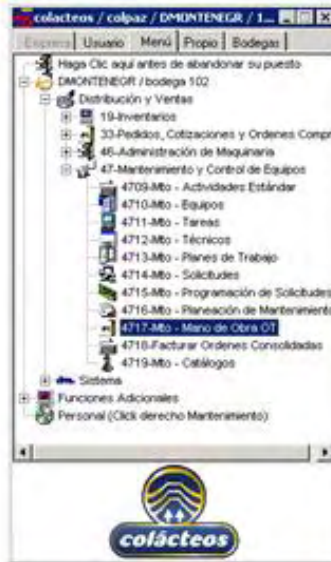 colacteos / colpaz / DMONTENEGR / 1...
Empresa Usuario Menú Propio Bodegas
Haga Clic aquí antes de abandonar su puesto
DMONTENEGR / bodega 102
Distribución y Ventas
19-Inventarios
33-Pedidos, Cotizaciones y Ordenes Compr
46-Administración de Maquinaria
47-Mantenimiento y Control de Equipos
4709-Mto - Actividades Estándar
4710-Mto - Equipos
4711-Mto - Tareas
4712-Mto - Técnicos
4713-Mto - Planes de Trabajo
4714-Mto - Solicitudes
4715-Mto - Programación de Solicitudes
4716-Mto - Planeación de Mantenimiento
4717-Mto - Mano de Obra OT
4718-Facturar Ordenes Consolidadas
4719-Mto - Catálogos
Sistema
Funciones Adicionales
Personal (Click derecho Mantenimiento)
colácteos